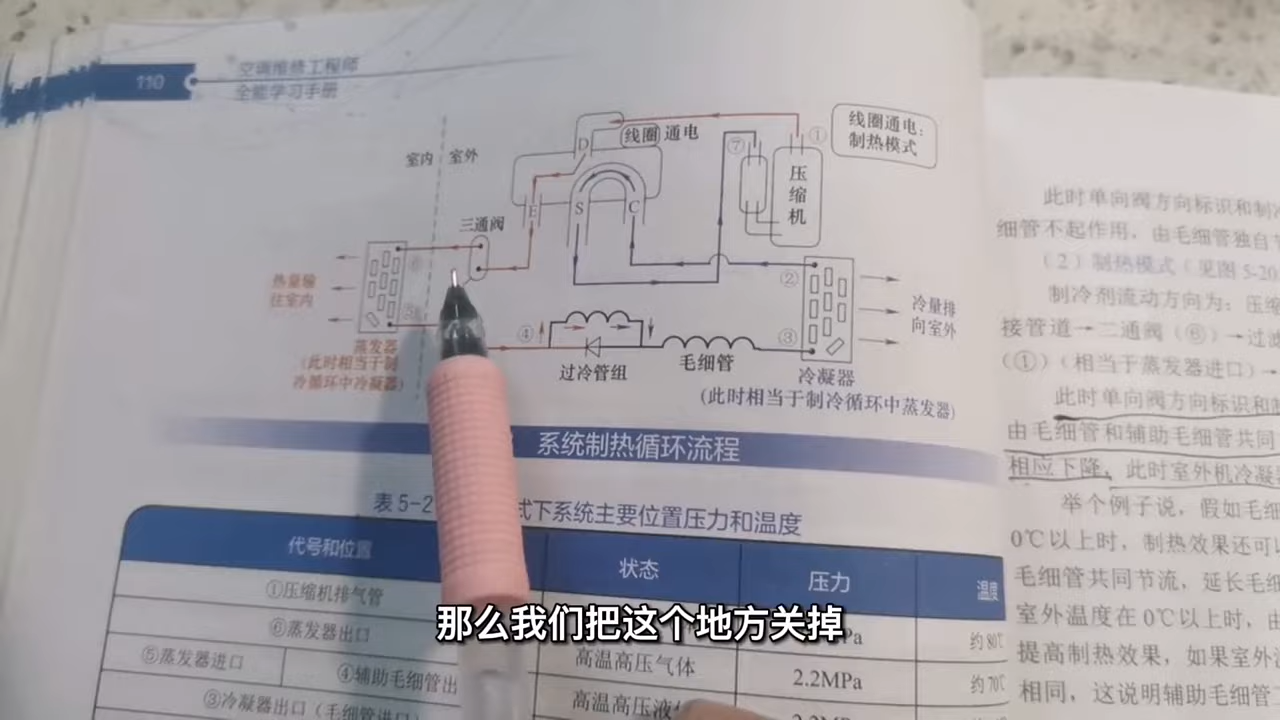 110
空调维修工程师
全能学习手册
线圈通电
①
线圈通电:
制热模式
⑦
D
压缩机
室内
室外
E
S
C
三通阀
⑥
②
热量输
往室内
冷量排
向室外
⑤
④
③
蒸发器
(此时相当于制
冷循环中冷凝器)
过冷管组
毛细管
冷凝器
(此时相当于制冷循环中蒸发器)
系统制热循环流程
表5-2
式下系统主要位置压力和温度
代号和位置
状态
压力
温度
①压缩机排气管
约80℃
⑥蒸发器出口
高温高压气体
2.2MPa
约70℃
⑤蒸发器进口
④辅助毛细管出
高温高压液
③冷凝器出口(毛细管进口)
此时单向阀方向标识和制
细管不起作用,由毛细管独自
(2)制热模式(见图5-20
制冷剂流动方向为:压缩
接管道→二通阀(⑥)→过滤
(①))(相当于蒸发器进口)→
此时单向阀方向标识和制
由毛细管和辅助毛细管共同
相应下降,此时室外机冷凝
举个例子说,假如毛细
0℃以上时,制热效果还可以
毛细管共同节流,延长毛细
室外温度在0℃以上时,由
提高制热效果,如果室外
相同,这说明辅助毛细管
那么我们把这个地方关掉